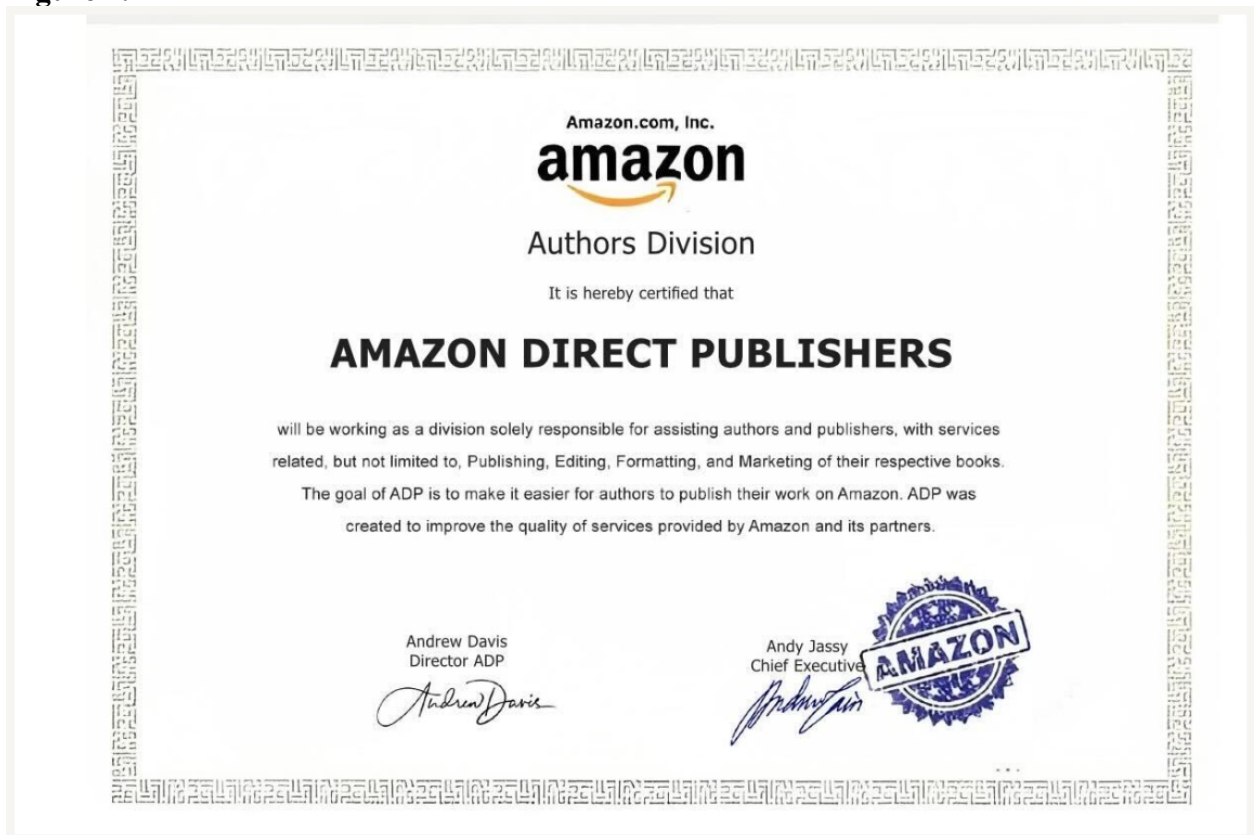 Amazon.com, Inc.
amazon
Authors Division
It is hereby certified that
AMAZON DIRECT PUBLISHERS
will be working as a division solely responsible for assisting authors and publishers, with services
related, but not limited to, Publishing, Editing, Formatting, and Marketing of their respective books.
The goal of ADP is to make it easier for authors to publish their work on Amazon. ADP was
created to improve the quality of services provided by Amazon and its partners.
Andrew Davis
Director ADP
Andrew Davis
Andy Jassy
Chief Executive
AMAZON